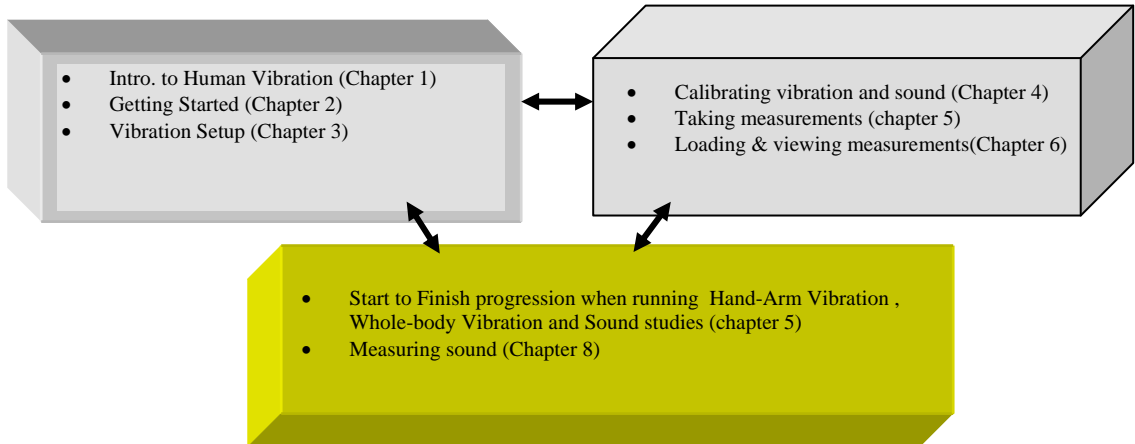 • Intro. to Human Vibration (Chapter 1)
• Getting Started (Chapter 2)
• Vibration Setup (Chapter 3)
• Calibrating vibration and sound (Chapter 4)
• Taking measurements (chapter 5)
• Loading & viewing measurements(Chapter 6)
• Start to Finish progression when running  Hand-Arm Vibration ,
Whole-body Vibration and Sound studies (chapter 5)
• Measuring sound (Chapter 8)